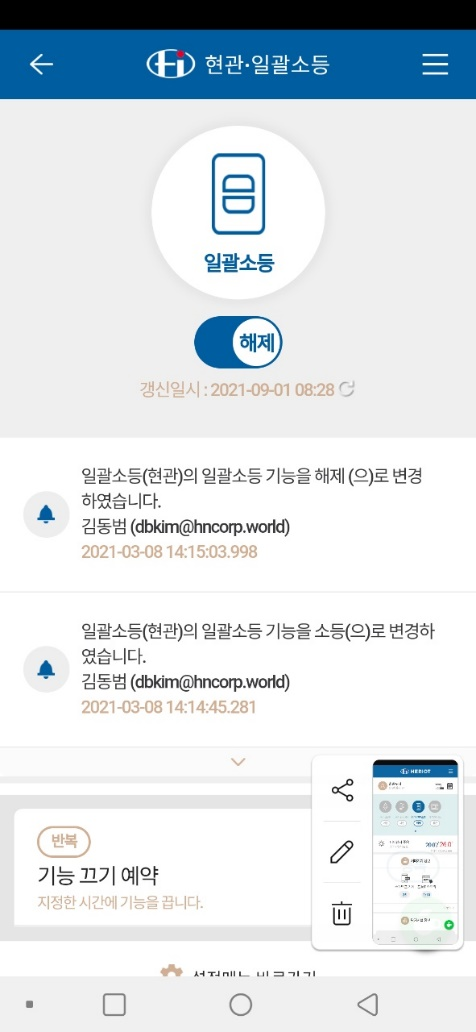 Hi 현관·일괄소등
일괄소등
해제
갱신일시 : 2021-09-01 08:28
일괄소등(현관)의 일괄소등 기능을 해제 (으)로 변경
하였습니다.
김동범 (dbkim@hncorp.world)
2021-03-08 14:15:03.998
일괄소등(현관)의 일괄소등 기능을 소등(으)로 변경하
였습니다.
김동범 (dbkim@hncorp.world)
2021-03-08 14:14:45.281
HERIOT
반복
기능 끄기 예약
지정한 시간에 기능을 끕니다.